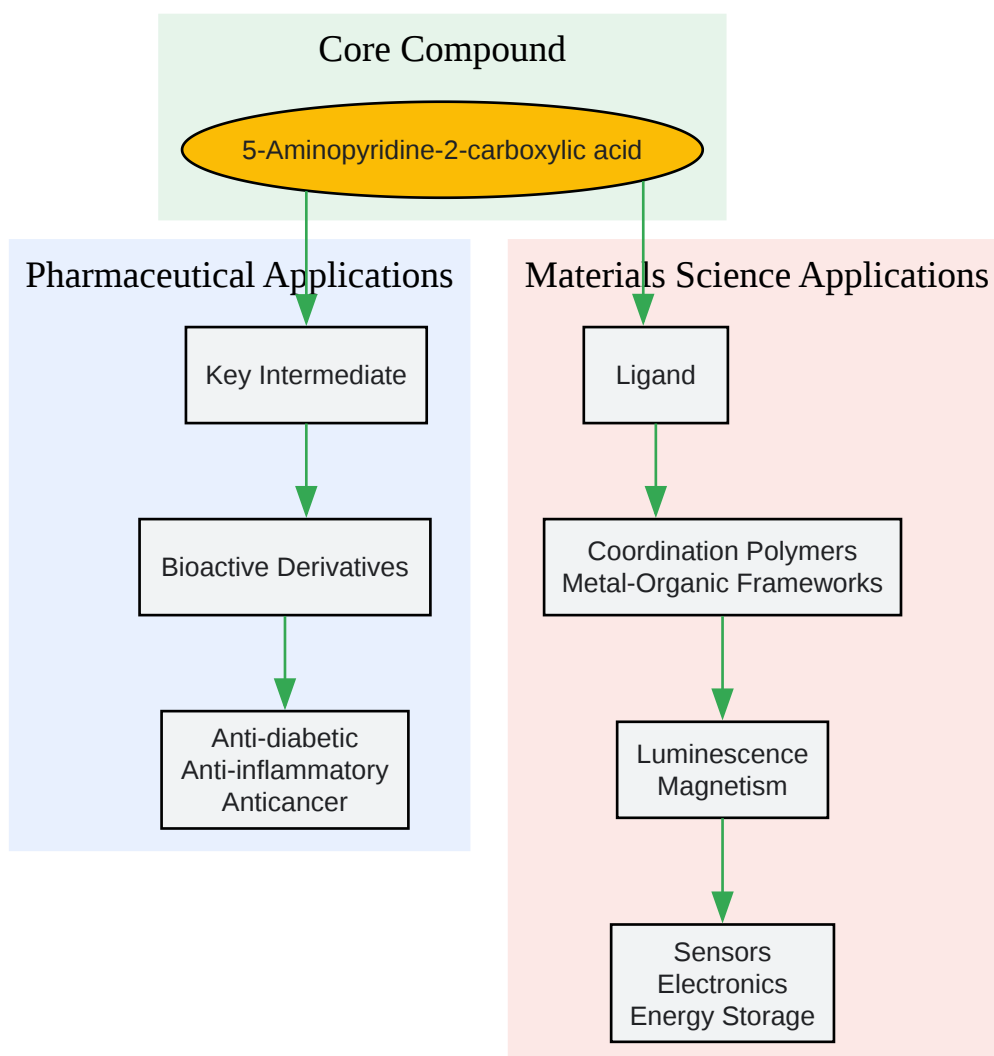 Core Compound
5-Aminopyridine-2-carboxylic acid
Pharmaceutical Applications
Key Intermediate
Bioactive Derivatives
Anti-diabetic
Anti-inflammatory
Anticancer
Materials Science Applications
Ligand
Coordination Polymers
Metal-Organic Frameworks
Luminescence
Magnetism
Sensors
Electronics
Energy Storage